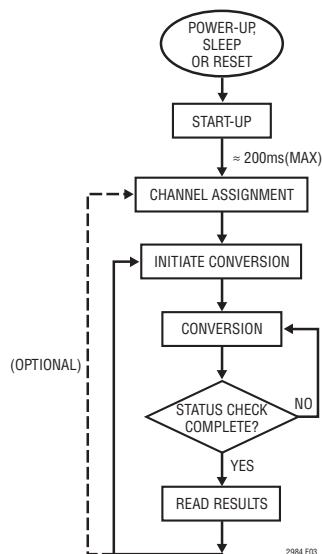 POWER-UP,
SLEEP
OR RESET
START-UP
≈ 200ms(MAX)
CHANNEL ASSIGNMENT
INITIATE CONVERSION
CONVERSION
(OPTIONAL)
STATUS CHECK
COMPLETE?
NO
YES
READ RESULTS
2984 F03